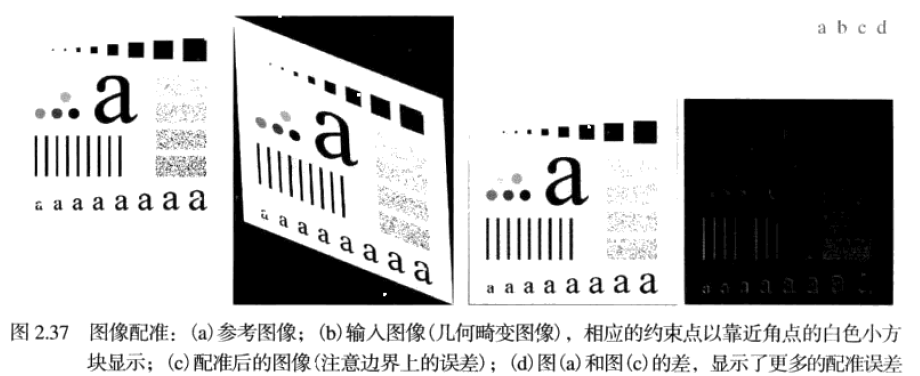 a b c d
a
a a a a a a a a
a
a a a a a a a a
a
a a a a a a a a
图 2.37 图像配准：(a)参考图像；(b)输入图像(几何畸变图像)，相应的约束点以靠近角点的白色小方
块显示；(c)配准后的图像(注意边界上的误差)；(d)图(a)和图(c)的差，显示了更多的配准误差